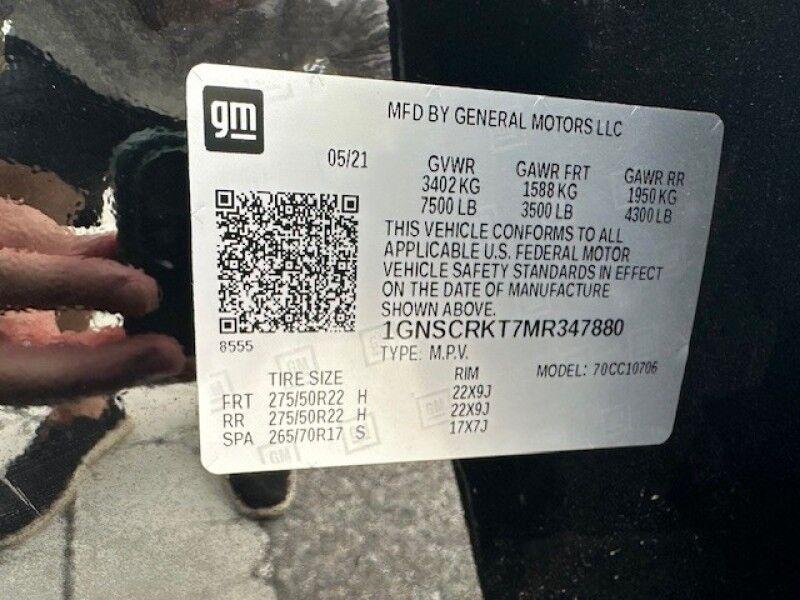 gm
MFD BY GENERAL MOTORS LLC
05/21
GVWR GAWR FRT GAWR RR
3402 KG 1588 KG 1950 KG
7500 LB 3500 LB 4300 LB
THIS VEHICLE CONFORMS TO ALL
APPLICABLE U.S. FEDERAL MOTOR
VEHICLE SAFETY STANDARDS IN EFFECT
ON THE DATE OF MANUFACTURE
SHOWN ABOVE.
1GNSCRKT7MR347880
8555
TYPE: M.P.V.
MODEL: 70CC10706
TIRE SIZE RIM
FRT 275/50R22 H 22X9J
RR 275/50R22 H 22X9J
SPA 265/70R17 S 17X7J